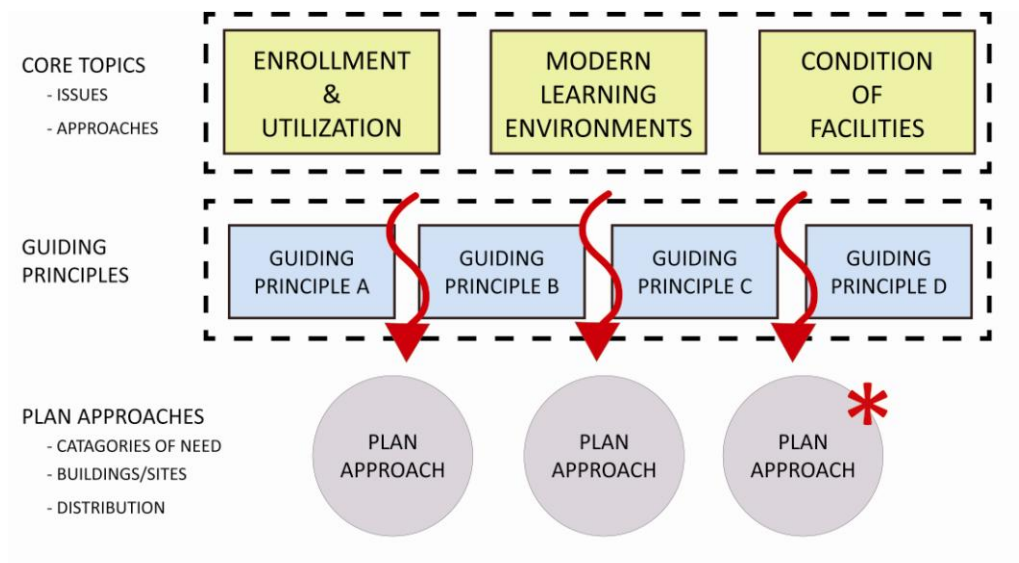 CORE TOPICS
- ISSUES
- APPROACHES
ENROLLMENT
&
UTILIZATION
MODERN
LEARNING
ENVIRONMENTS
CONDITION
OF
FACILITIES
GUIDING
PRINCIPLES
GUIDING
PRINCIPLE A
GUIDING
PRINCIPLE B
GUIDING
PRINCIPLE C
GUIDING
PRINCIPLE D
PLAN APPROACHES
- CATAGORIES OF NEED
- BUILDINGS/SITES
- DISTRIBUTION
PLAN
APPROACH
PLAN
APPROACH
PLAN
APPROACH
*